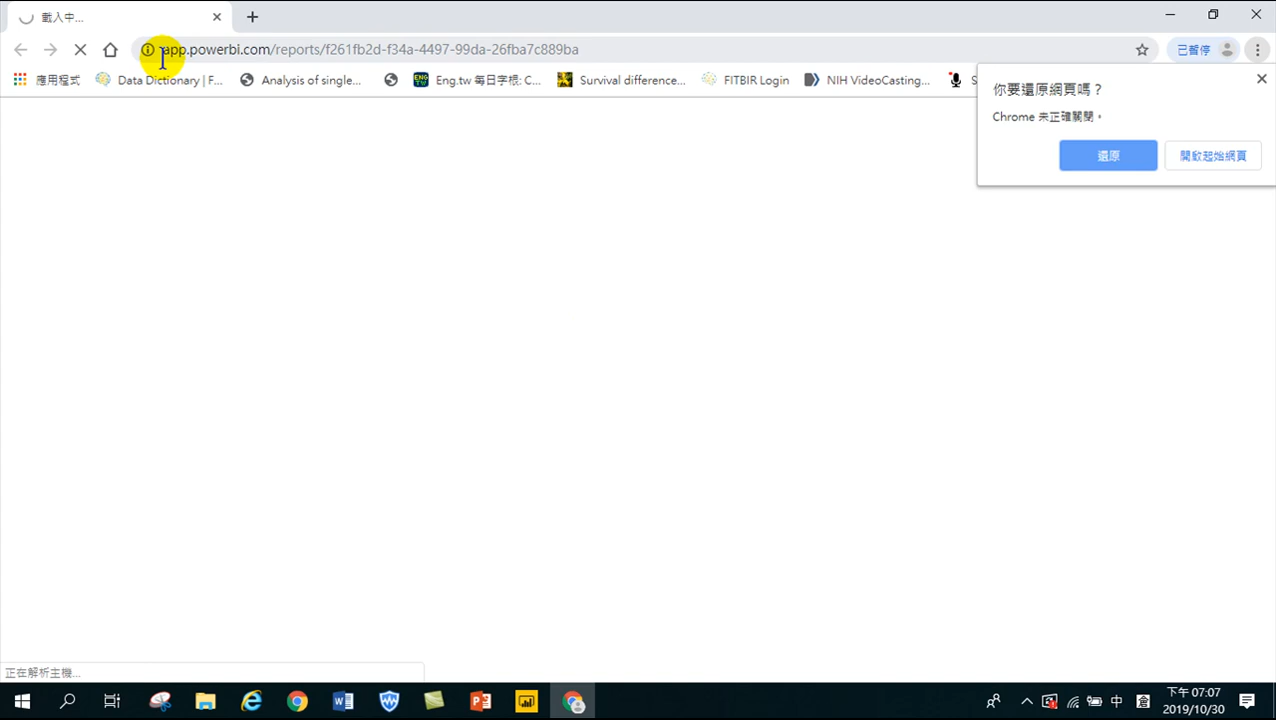 載入中...
app.powerbi.com/reports/f261fb2d-f34a-4497-99da-26fba7c889ba
已暫停
應用程式
Data Dictionary | F...
Analysis of single...
Eng.tw 每日字根: C...
Survival difference...
FITBIR Login
NIH VideoCasting...
S
你要還原網頁嗎？
Chrome 未正確關閉。
還原
開啟起始網頁
正在解析主機...
中
倉
下午 07:07
2019/10/30